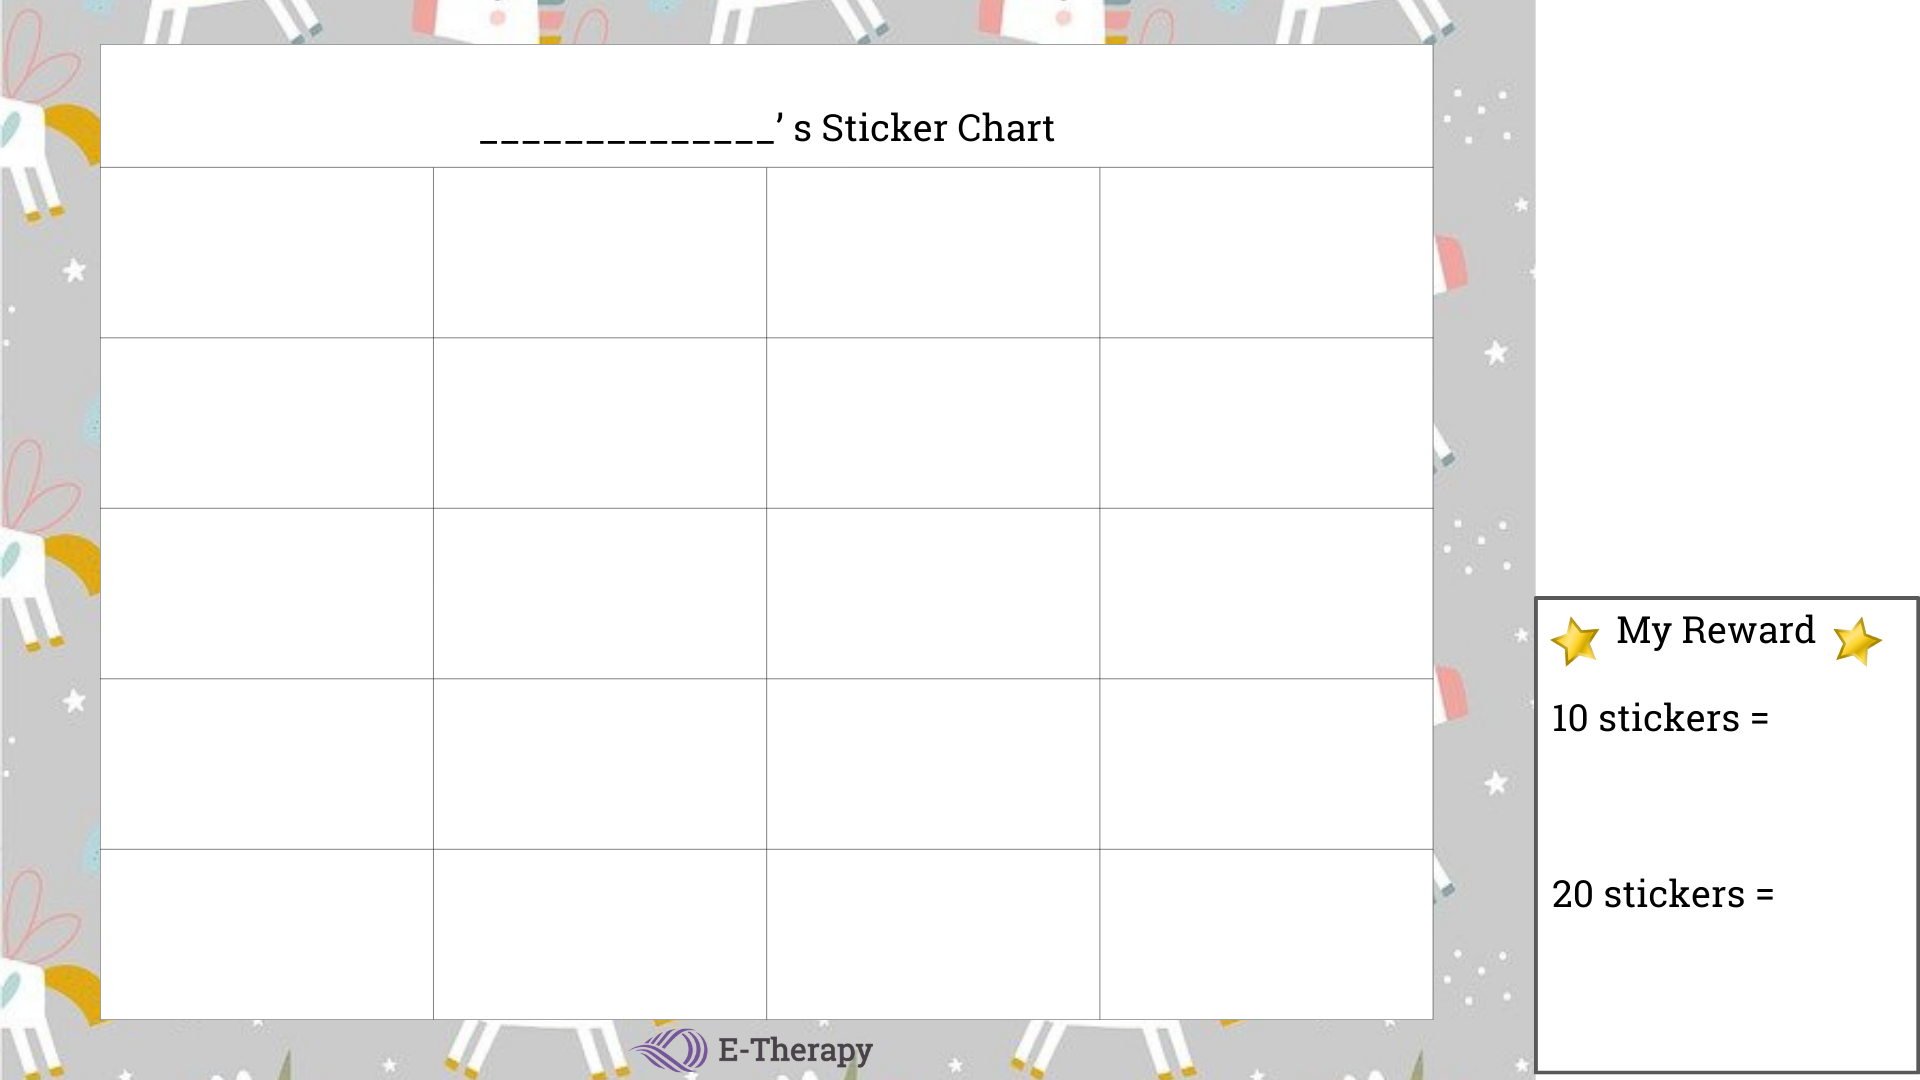 ______________’ s Sticker Chart
My Reward
10 stickers =
20 stickers =
E-Therapy